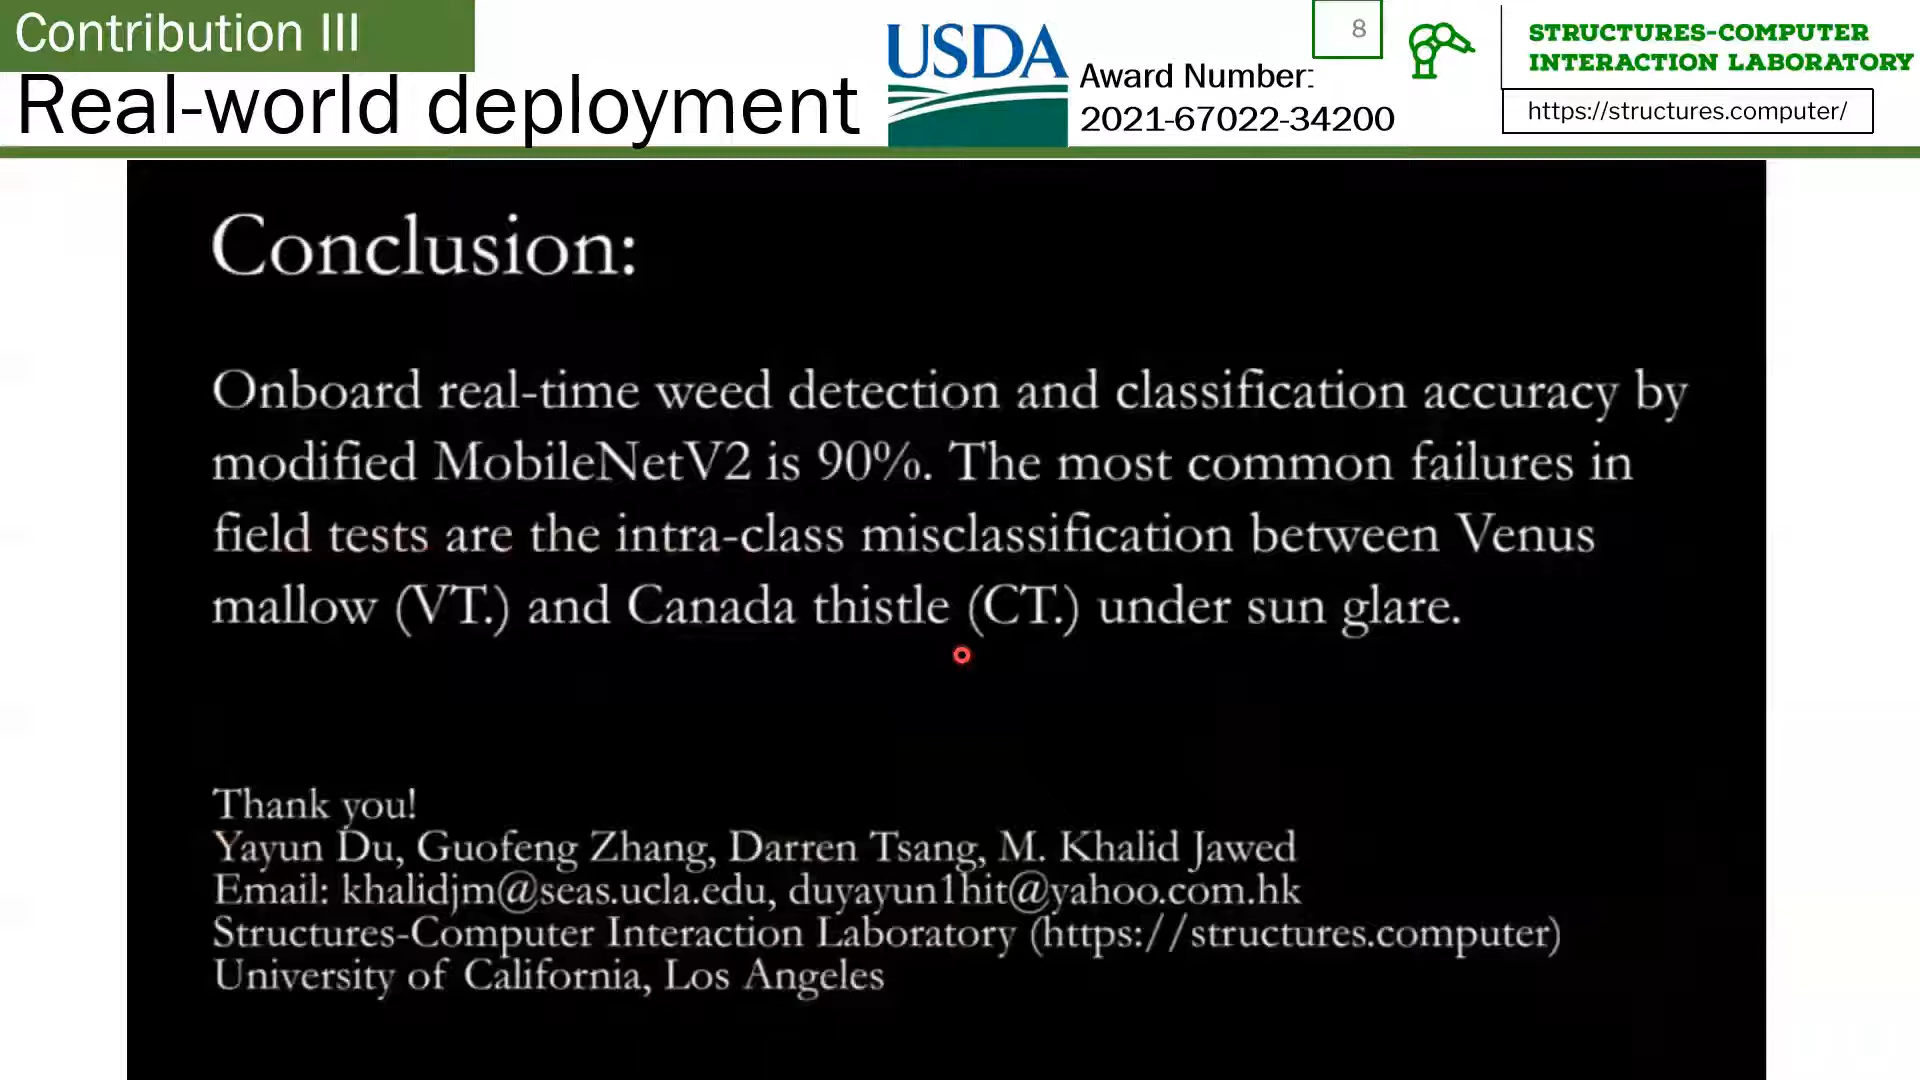 Contribution III
Real-world deployment
USDA
Award Number:
2021-67022-34200
8
STRUCTURES-COMPUTER
INTERACTION LABORATORY
https://structures.computer/
Conclusion:
Onboard real-time weed detection and classification accuracy by
modified MobileNetV2 is 90%. The most common failures in
field tests are the intra-class misclassification between Venus
mallow (VT.) and Canada thistle (CT.) under sun glare.
Thank you!
Yayun Du, Guofeng Zhang, Darren Tsang, M. Khalid Jawed
Email: khalidjm@seas.ucla.edu, duyayun1hit@yahoo.com.hk
Structures-Computer Interaction Laboratory (https://structures.computer)
University of California, Los Angeles